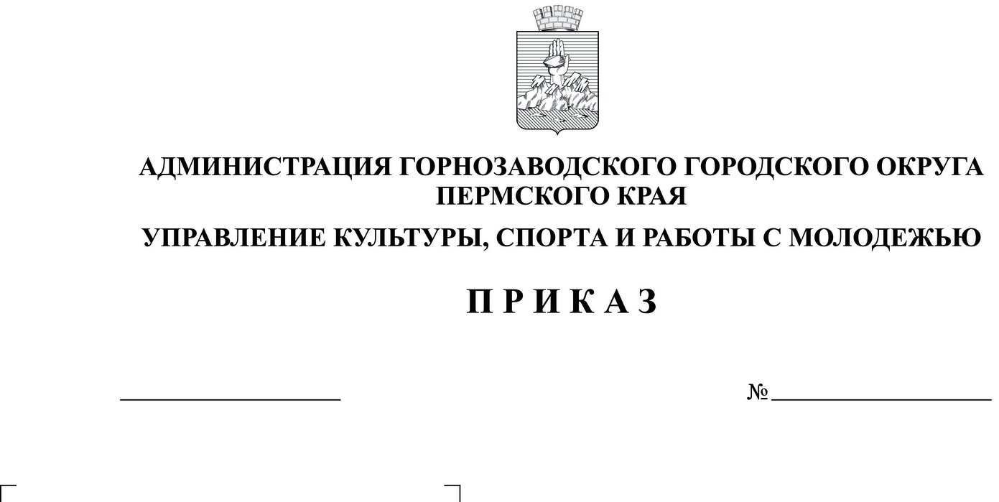 АДМИНИСТРАЦИЯ ГОРНОЗАВОДСКОГО ГОРОДСКОГО ОКРУГА
ПЕРМСКОГО КРАЯ
УПРАВЛЕНИЕ КУЛЬТУРЫ, СПОРТА И РАБОТЫ С МОЛОДЕЖЬЮ
П Р И К А З
№